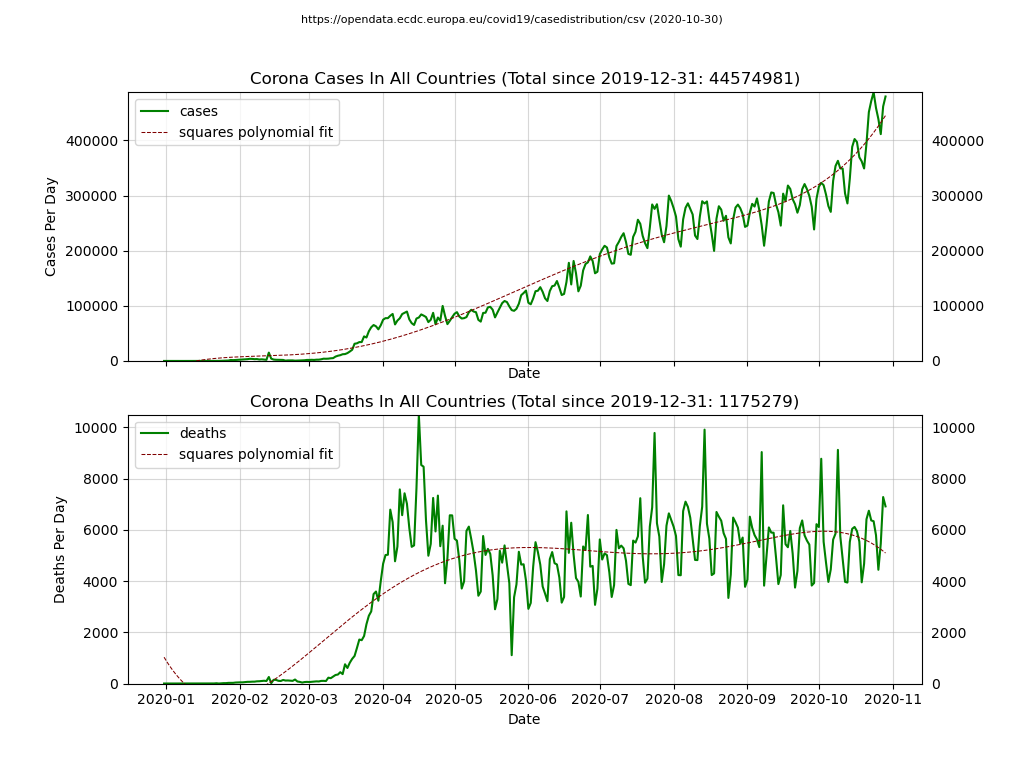 https://opendata.ecdc.europa.eu/covid19/casedistribution/csv (2020-10-30)
Corona Cases In All Countries (Total since 2019-12-31: 44574981)
cases
squares polynomial fit
Cases Per Day
400000
300000
200000
100000
0
400000
300000
200000
100000
0
Date
Corona Deaths In All Countries (Total since 2019-12-31: 1175279)
deaths
squares polynomial fit
Deaths Per Day
10000
8000
6000
4000
2000
0
10000
8000
6000
4000
2000
0
2020-01 2020-02 2020-03 2020-04 2020-05 2020-06 2020-07 2020-08 2020-09 2020-10 2020-11
Date